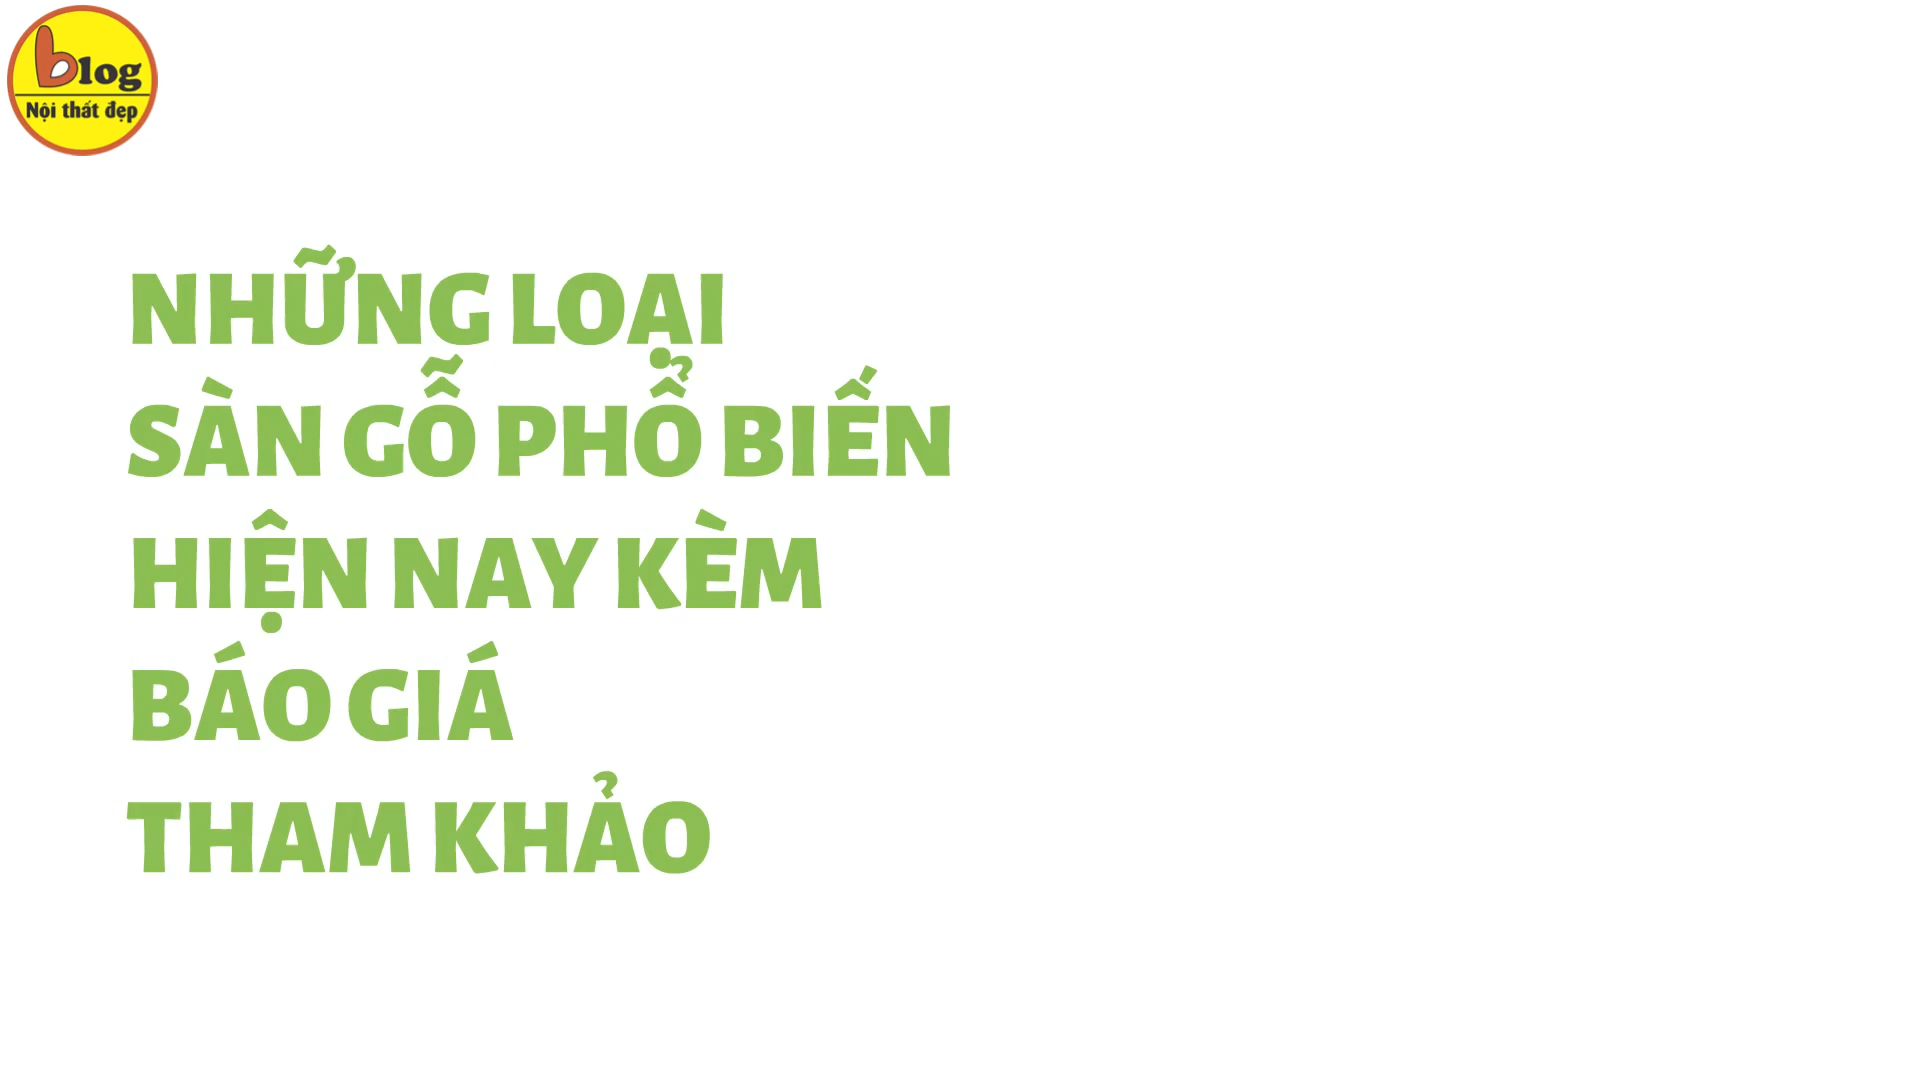 blog
Nội thất đẹp
NHỮNG LOẠI
SÀN GỖ PHỔ BIẾN
HIỆN NAY KÈM
BÁO GIÁ
THAM KHẢO